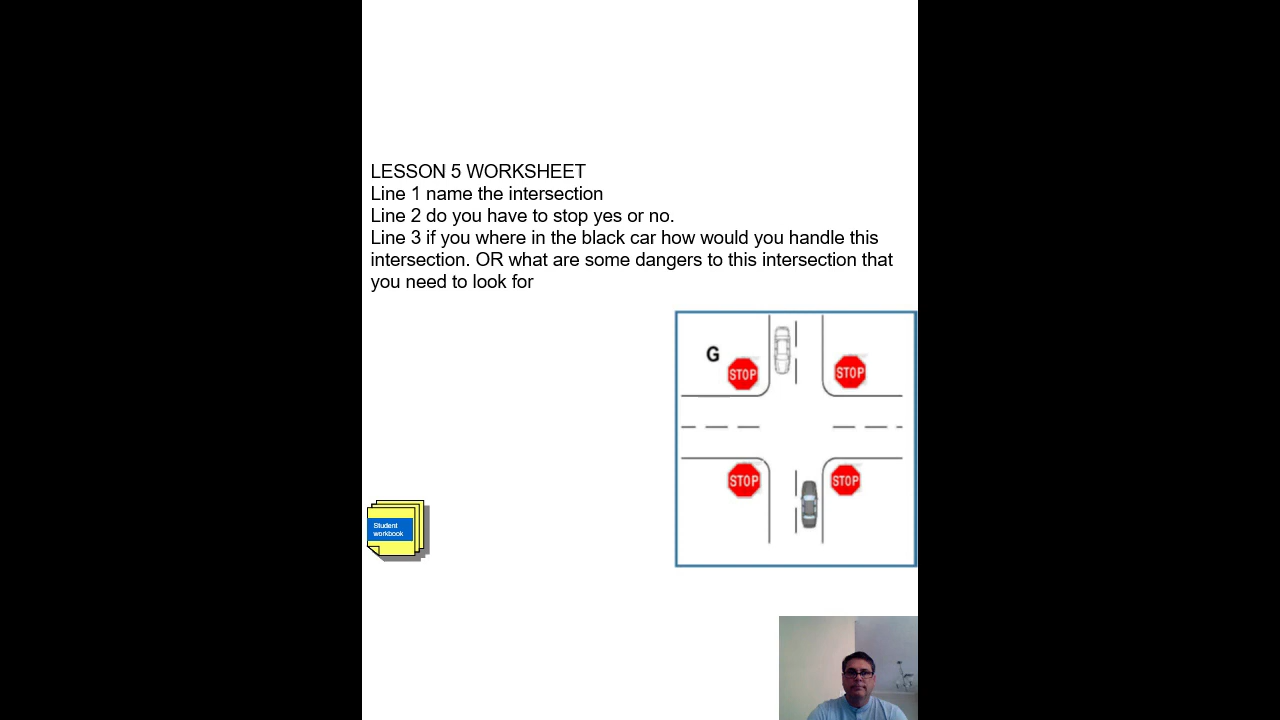 LESSON 5 WORKSHEET
Line 1 name the intersection
Line 2 do you have to stop yes or no.
Line 3 if you where in the black car how would you handle this
intersection. OR what are some dangers to this intersection that
you need to look for
G
STOP
STOP
STOP
STOP
Student
workbook